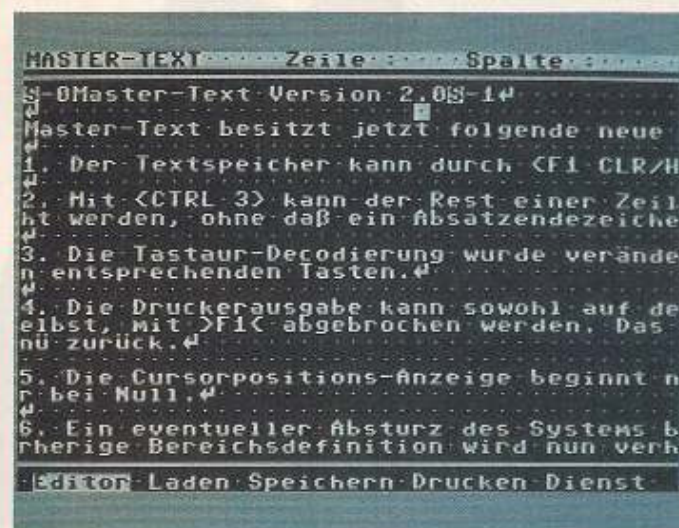 MASTER-TEXT Zeile : Spalte :
S-0Master-Text Version 2.0S-1↵
↵
Master-Text besitzt jetzt folgende neue
↵
1. Der Textspeicher kann durch <F1 CLR/H
↵
2. Mit <CTRL 3> kann der Rest einer Zeil
ht werden, ohne daß ein Absatzendezeiche
↵
3. Die Tastaur-Decodierung wurde verände
n entsprechenden Tasten.↵
↵
4. Die Druckerausgabe kann sowohl auf de
elbst, mit >F1< abgebrochen werden. Das
nü zurück.↵
↵
5. Die Cursorpositions-Anzeige beginnt n
r bei Null.↵
↵
6. Ein eventueller Absturz des Systems b
rherige Bereichsdefinition wird nun verh
Editor Laden Speichern Drucken Dienst